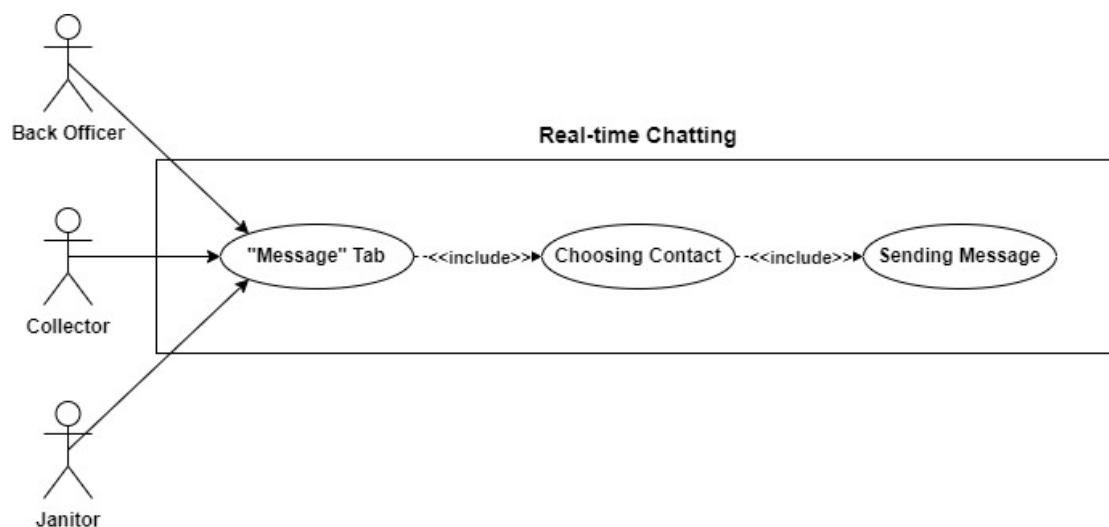 Back Officer
Real-time Chatting
"Message" Tab
<<include>>
Choosing Contact
<<include>>
Sending Message
Collector
Janitor